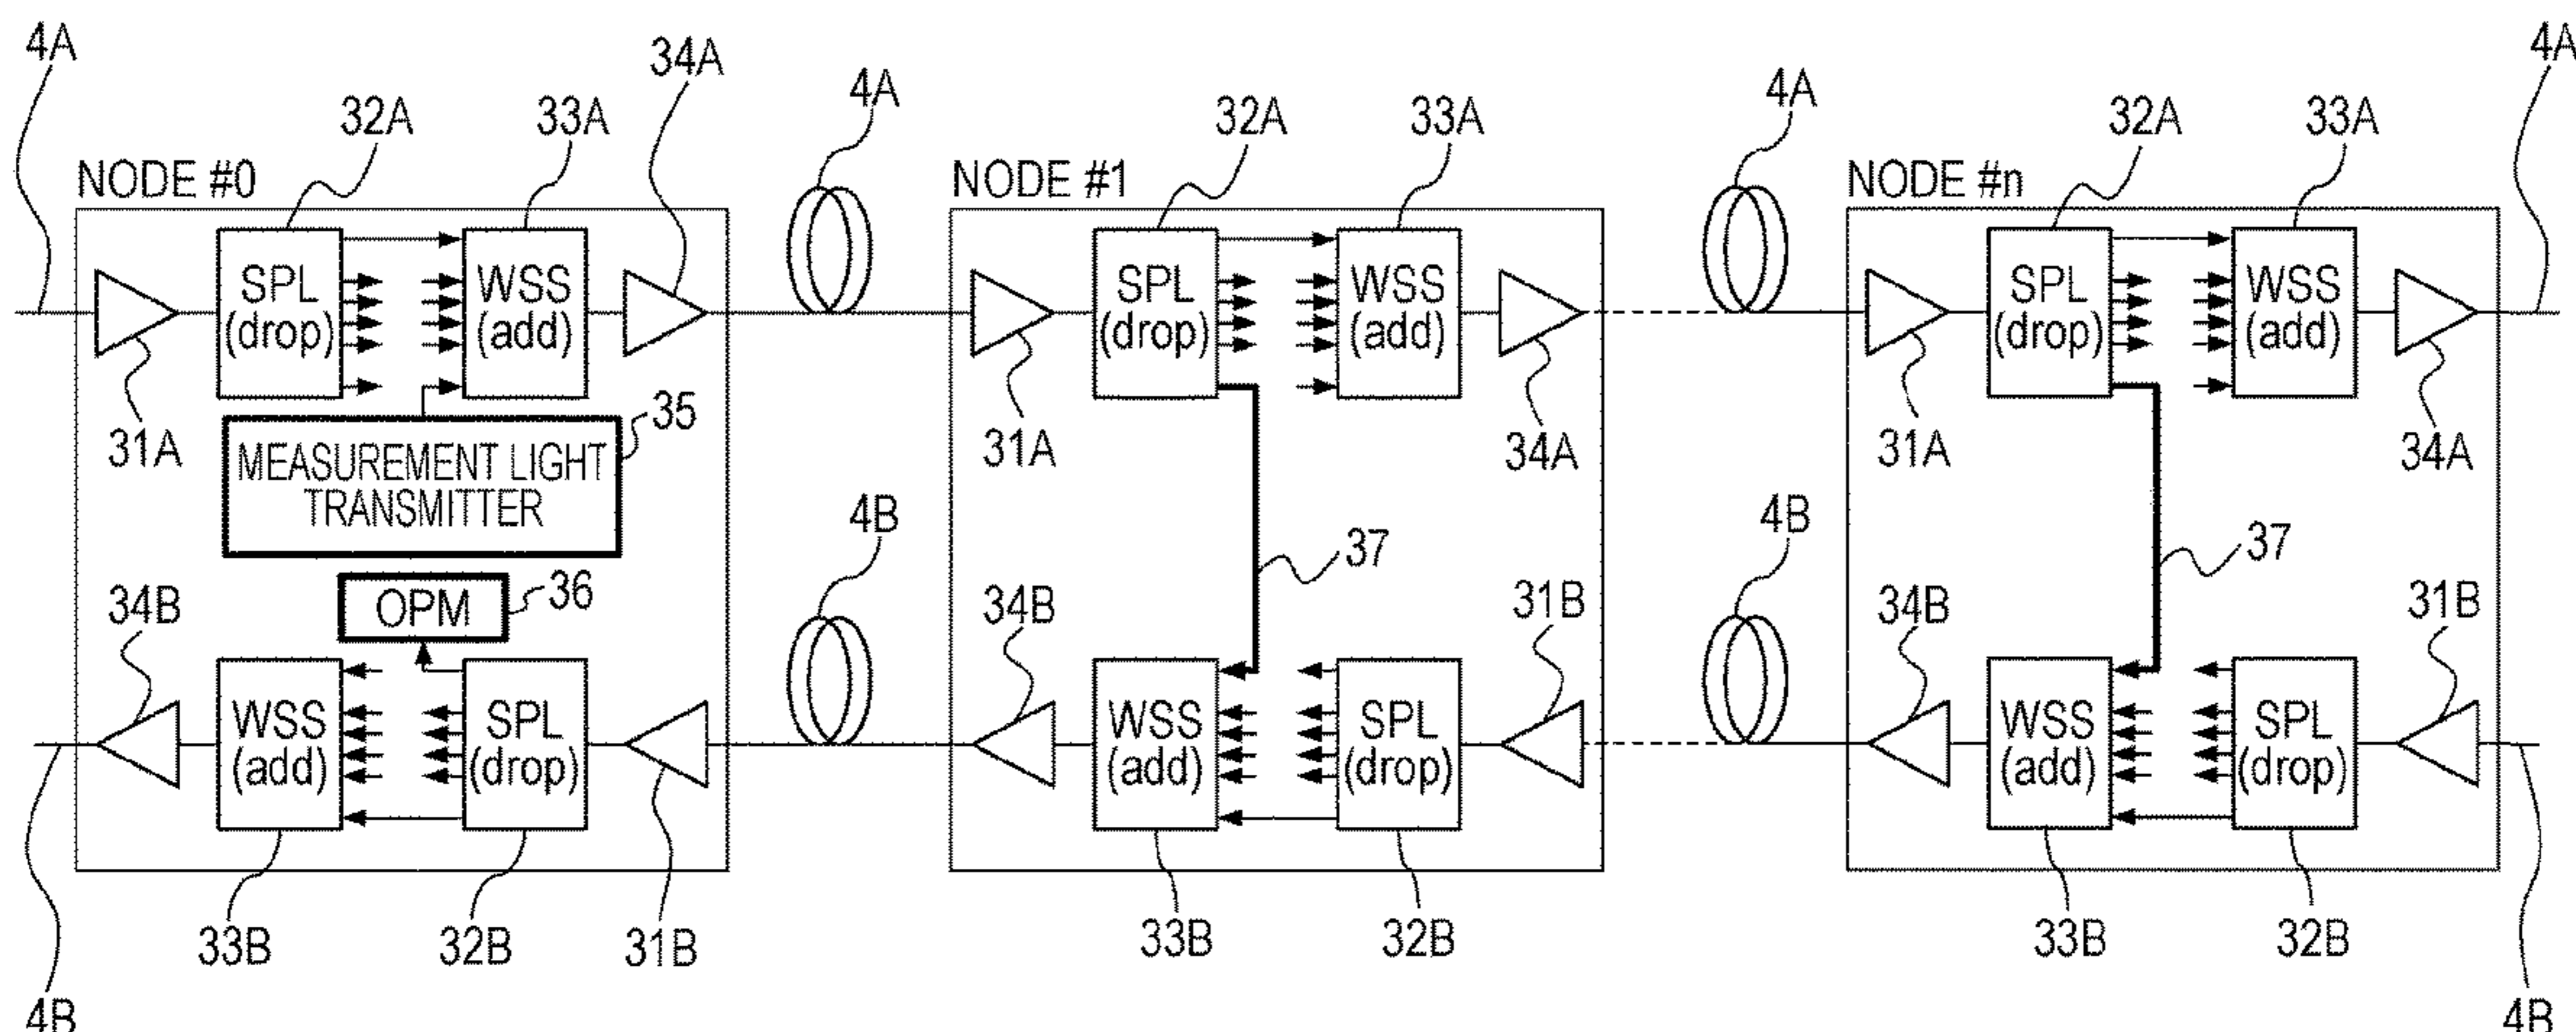 4A
34A
4A
4A
4A
32A
33A
32A
33A
32A
33A
NODE #0
NODE #1
NODE #n
SPL
(drop)
WSS
(add)
SPL
(drop)
WSS
(add)
SPL
(drop)
WSS
(add)
31A
35
31A
34A
31A
34A
MEASUREMENT LIGHT
TRANSMITTER
4B
4B
37
37
34B
OPM
36
34B
31B
34B
31B
WSS
(add)
SPL
(drop)
WSS
(add)
SPL
(drop)
WSS
(add)
SPL
(drop)
33B
32B
31B
33B
32B
33B
32B
4B
4B